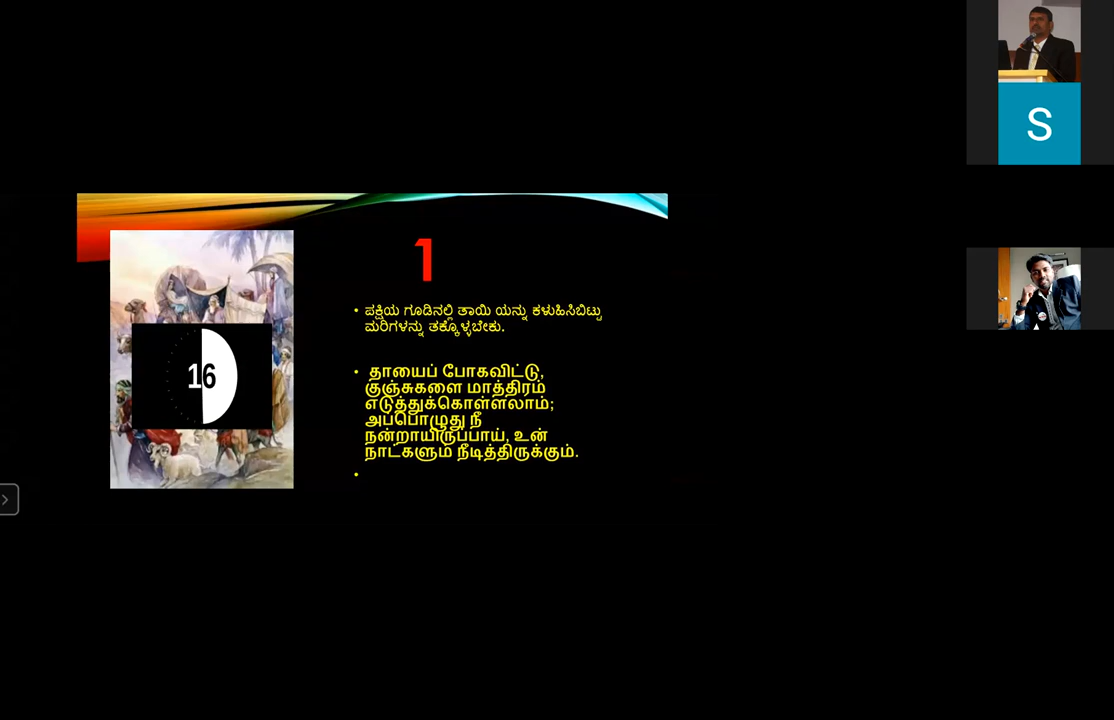 S
1
• ಪಕ್ಷಿಯ ಗೂಡಿನಲ್ಲಿ ತಾಯಿ ಯನ್ನು ಕಳುಹಿಸಿಬಿಟ್ಟು
ಮರಿಗಳನ್ನು ತಕ್ಕೊಳ್ಳಬೇಕು.
16
• தாயைப் போகவிட்டு,
குஞ்சுகளை மாத்திரம்
எடுத்துக்கொள்ளலாம்;
அப்பொழுது நீ
நன்றாயிருப்பாய், உன்
நாட்களும் நீடித்திருக்கும்.
•